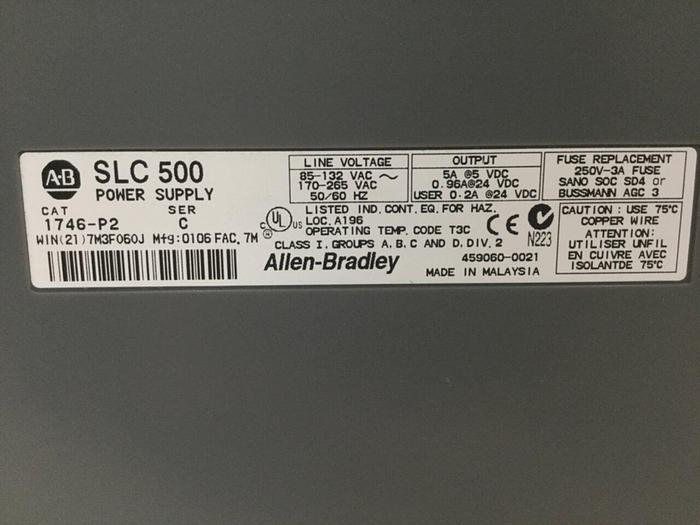 A-B SLC 500
POWER SUPPLY
CAT SER
1746-P2 C
WIN(21)7M3F060J Mfg:0106 FAC. 7M
LINE VOLTAGE
85-132 VAC ~
170-265 VAC
50/60 HZ
OUTPUT
5A @5 VDC
0.96A@24 VDC
USER 0.2A @24 VDC
FUSE REPLACEMENT
250V-3A FUSE
SANO SOC SD4 or
BUSSMANN AGC 3
c UL US
LISTED IND. CONT. EQ. FOR HAZ.
LOC. A196
OPERATING TEMP. CODE T3C
CLASS I, GROUPS A, B, C AND D, DIV. 2
CE
N223
Allen-Bradley
459060-0021
MADE IN MALAYSIA
CAUTION : USE 75°C
COPPER WIRE
ATTENTION:
UTILISER UNFIL
EN CUIVRE AVEC
ISOLANTDE 75°C